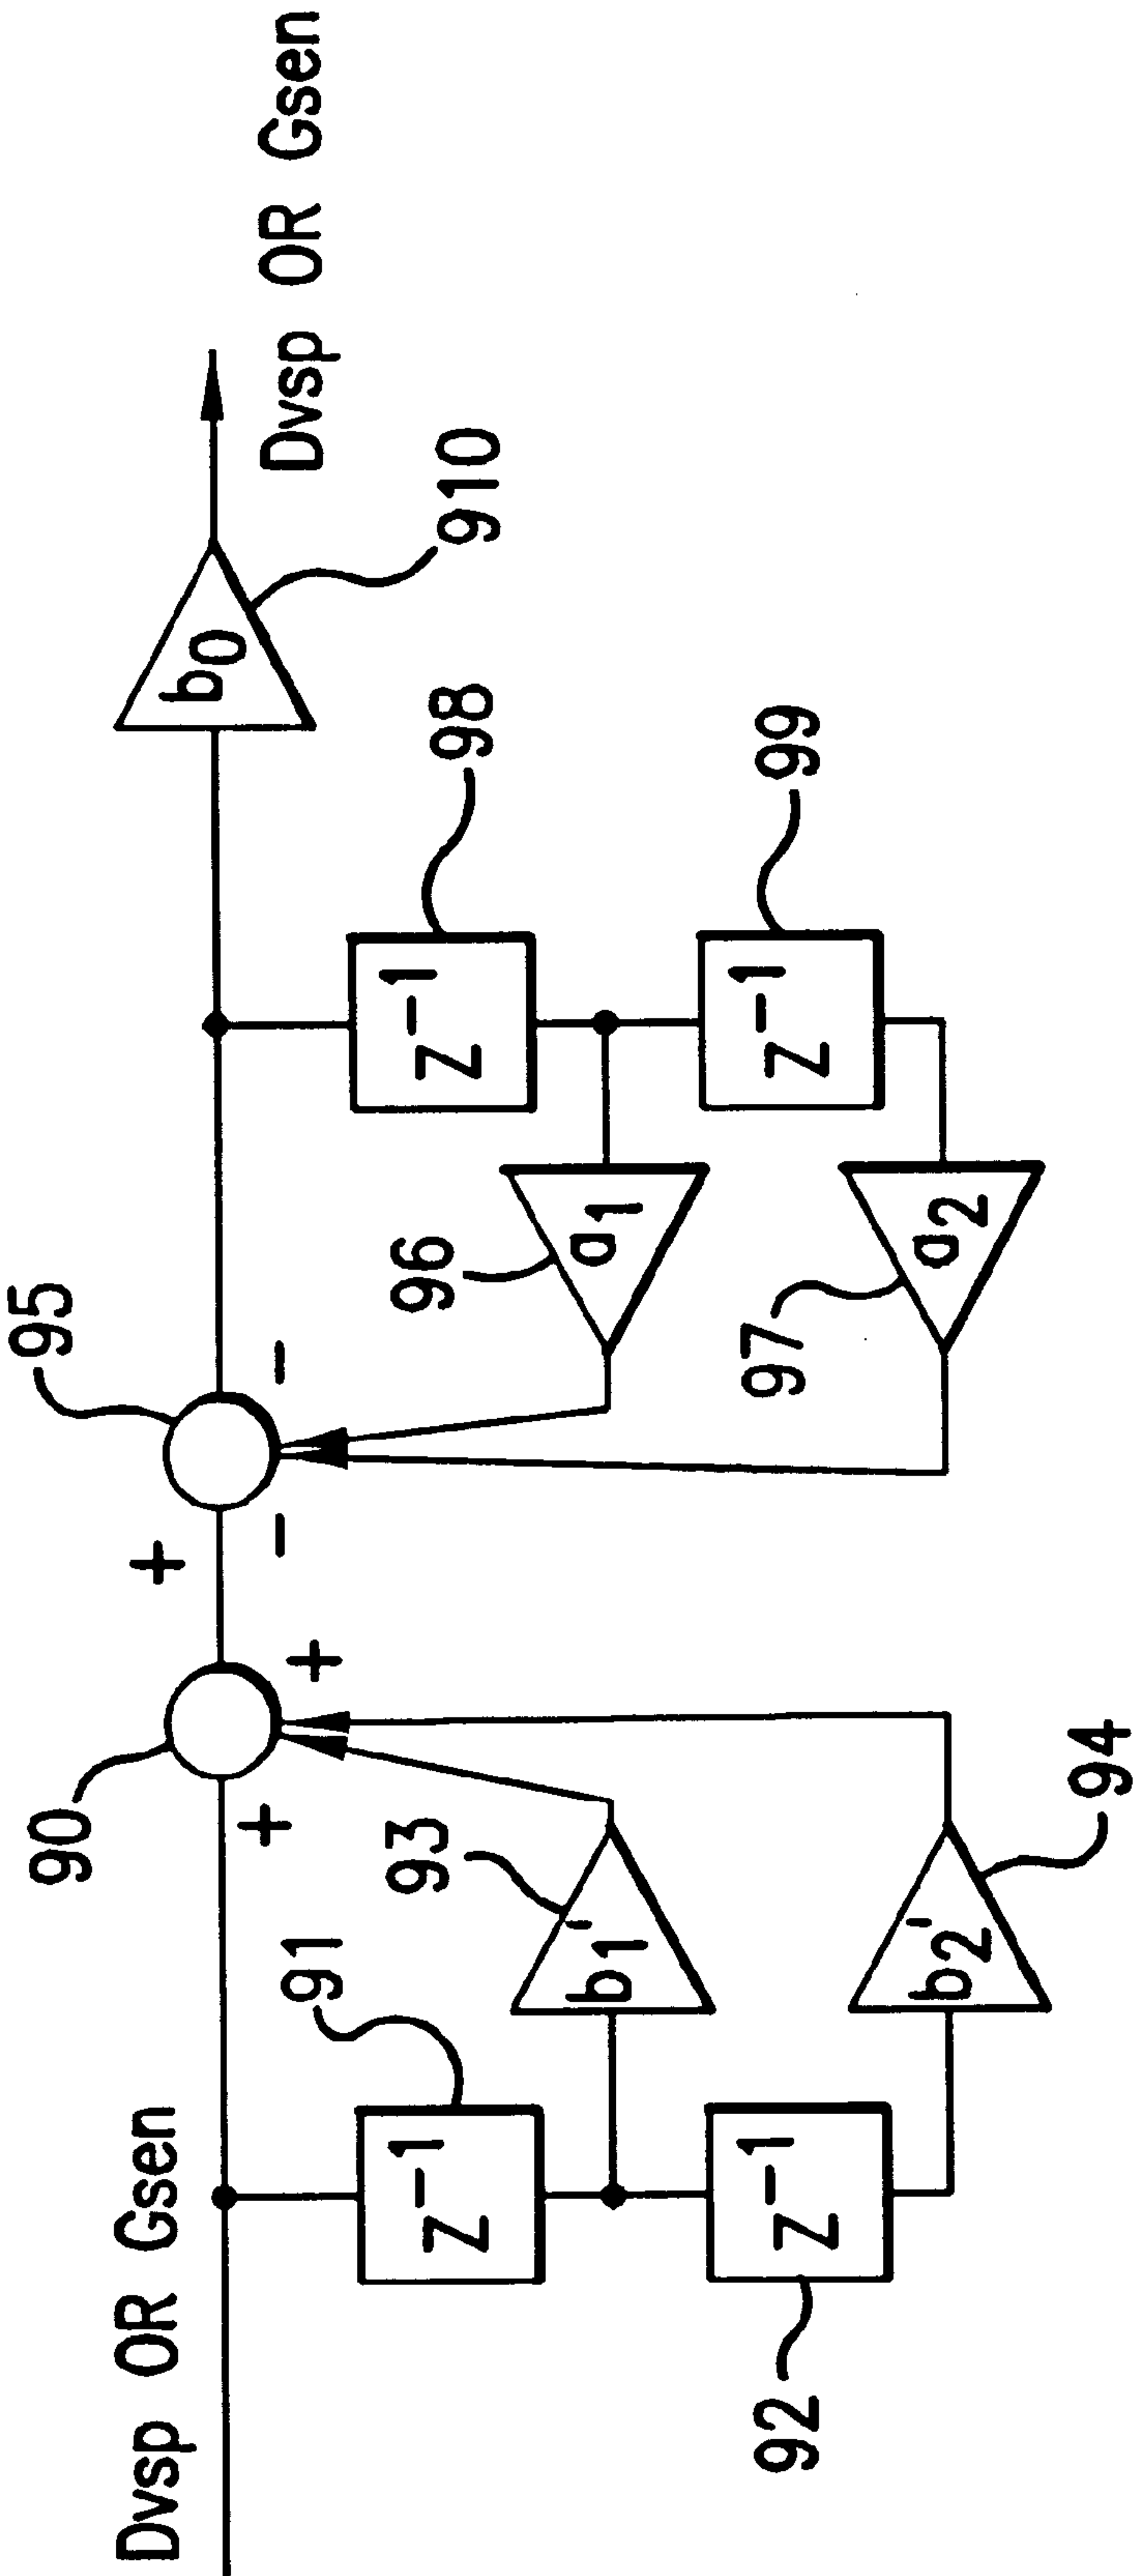 Dvsp OR Gsen
90
+
+
+
95
-
-
b0
910
Dvsp OR Gsen
91
z-1
93
b1'
92
z-1
94
b2'
96
a1
98
z-1
97
a2
99
z-1